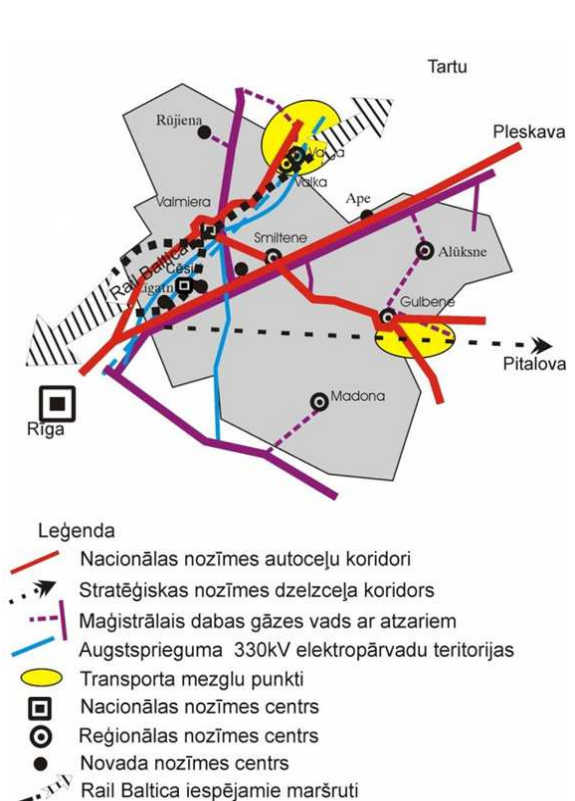 Tartu
Pleskava
Rūjiena
Valka
Valmiera
Ape
Smiltene
Alūksne
Rail Baltica
Cēsis
Līgatne
Gulbene
Pitalova
Madona
Rīga
Leģenda
Nacionālas nozīmes autoceļu koridori
Stratēģiskas nozīmes dzelzceļa koridors
Maģistrālais dabas gāzes vads ar atzariem
Augstsprieguma 330kV elektropārvadu teritorijas
Transporta mezglu punkti
Nacionālas nozīmes centrs
Reģionālas nozīmes centrs
Novada nozīmes centrs
Rail Baltica iespējamie maršruti